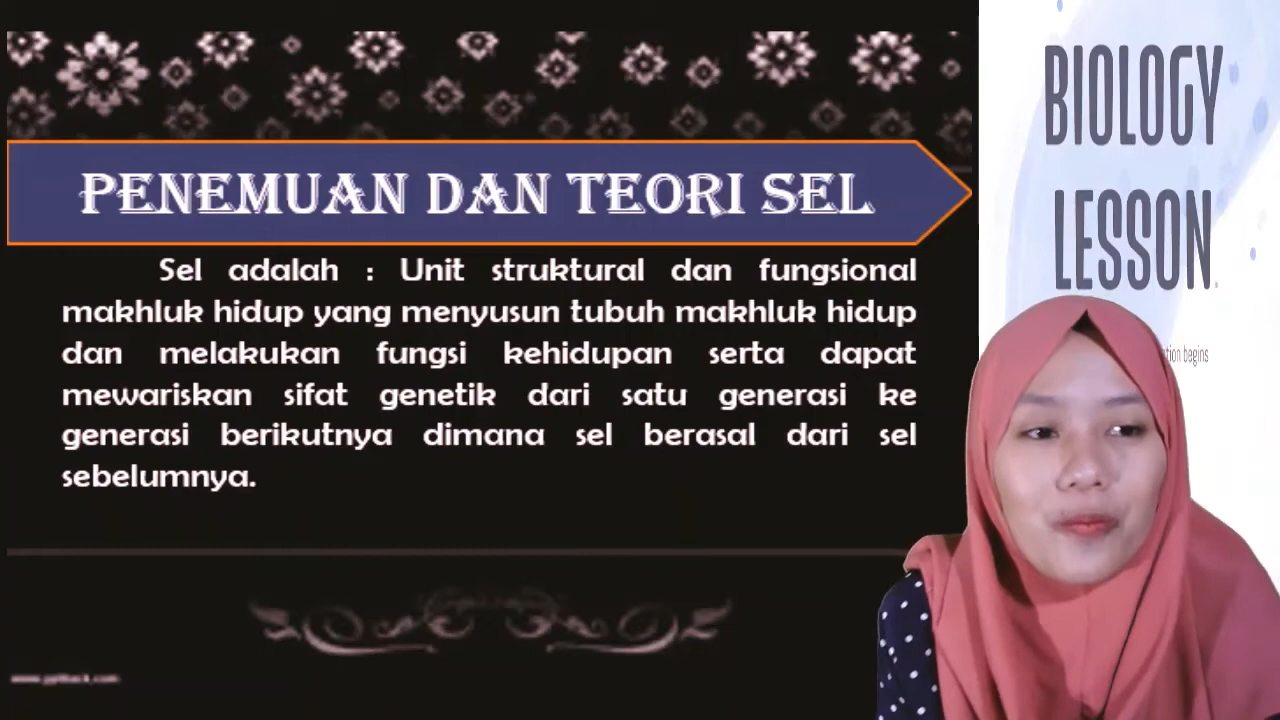 PENEMUAN DAN TEORI SEL
Sel adalah : Unit struktural dan fungsional
makhluk hidup yang menyusun tubuh makhluk hidup
dan melakukan fungsi kehidupan serta dapat
mewariskan sifat genetik dari satu generasi ke
generasi berikutnya dimana sel berasal dari sel
sebelumnya.
BIOLOGY
LESSON
begins